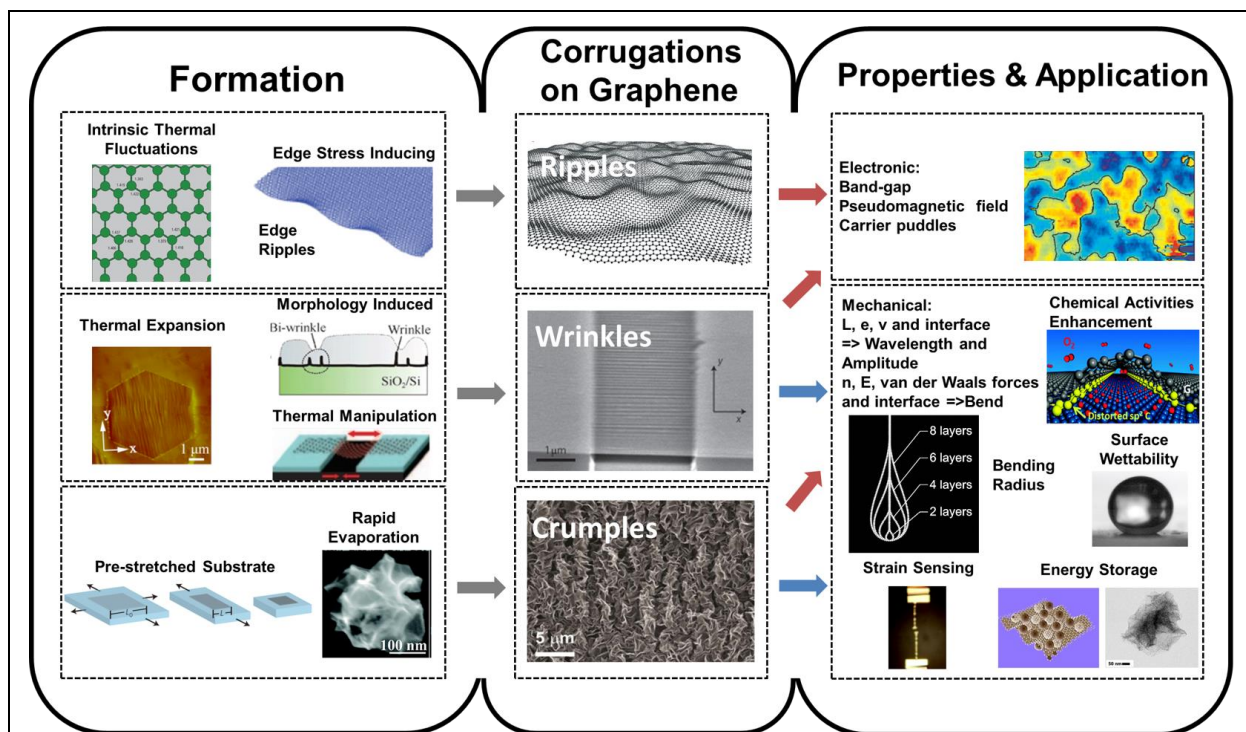 Formation
Intrinsic Thermal
Fluctuations
Edge Stress Inducing
Edge
Ripples
Thermal Expansion
y
x
1 μm
Morphology Induced
Bi-wrinkle
Wrinkle
SiO₂/Si
Thermal Manipulation
Pre-stretched Substrate
L₀
L
Rapid
Evaporation
100 nm
Corrugations
on Graphene
Ripples
Wrinkles
y
x
1μm
Crumples
5 μm
Properties & Application
Electronic:
Band-gap
Pseudomagnetic field
Carrier puddles
Mechanical:
L, e, v and interface
=> Wavelength and
Amplitude
n, E, van der Waals forces
and interface =>Bend
8 layers
6 layers
4 layers
2 layers
Bending
Radius
Chemical Activities
Enhancement
O₂
G
Distorted sp² C
Surface
Wettability
Strain Sensing
Energy Storage
50 nm